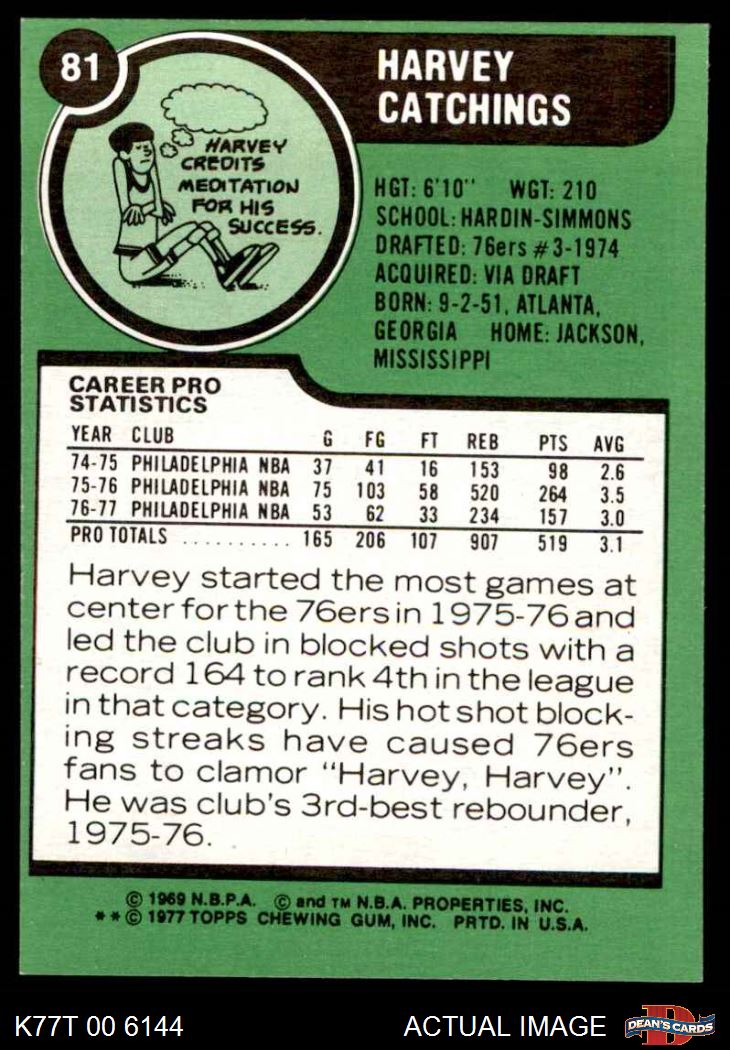 81
HARVEY
CATCHINGS
HARVEY
CREDITS
MEDITATION
FOR HIS
SUCCESS.
HGT: 6'10" WGT: 210
SCHOOL: HARDIN-SIMMONS
DRAFTED: 76ers #3-1974
ACQUIRED: VIA DRAFT
BORN: 9-2-51, ATLANTA,
GEORGIA HOME: JACKSON,
MISSISSIPPI
CAREER PRO
STATISTICS
YEAR CLUB G FG FT REB PTS AVG
74-75 PHILADELPHIA NBA 37 41 16 153 98 2.6
75-76 PHILADELPHIA NBA 75 103 58 520 264 3.5
76-77 PHILADELPHIA NBA 53 62 33 234 157 3.0
PRO TOTALS .......... 165 206 107 907 519 3.1
Harvey started the most games at
center for the 76ers in 1975-76 and
led the club in blocked shots with a
record 164 to rank 4th in the league
in that category. His hot shot block-
ing streaks have caused 76ers
fans to clamor "Harvey, Harvey".
He was club's 3rd-best rebounder,
1975-76.
© 1969 N.B.P.A. © and TM N.B.A. PROPERTIES, INC.
**© 1977 TOPPS CHEWING GUM, INC. PRTD. IN U.S.A.
K77T 00 6144 ACTUAL IMAGE D DEAN'S CARDS